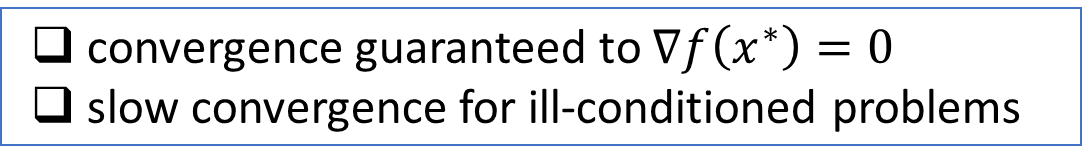 ❑ convergence guaranteed to ∇𝑓(𝑥*) = 0
❑ slow convergence for ill-conditioned problems